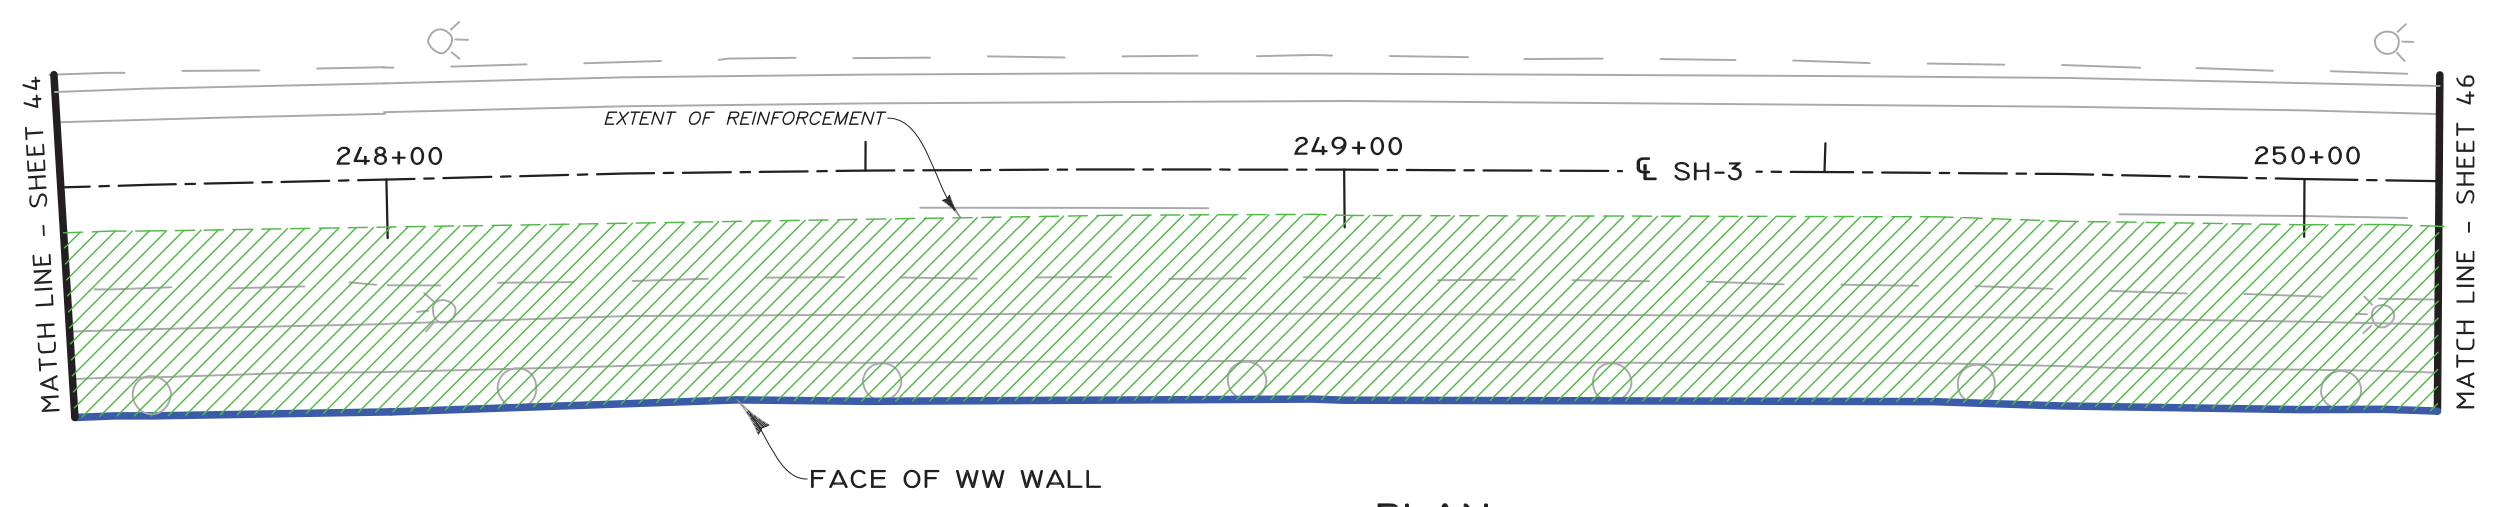 MATCH LINE - SHEET 44
EXTENT OF REINFORCEMENT
248+00
249+00
℄ SH-3
250+00
MATCH LINE - SHEET 46
FACE OF WW WALL